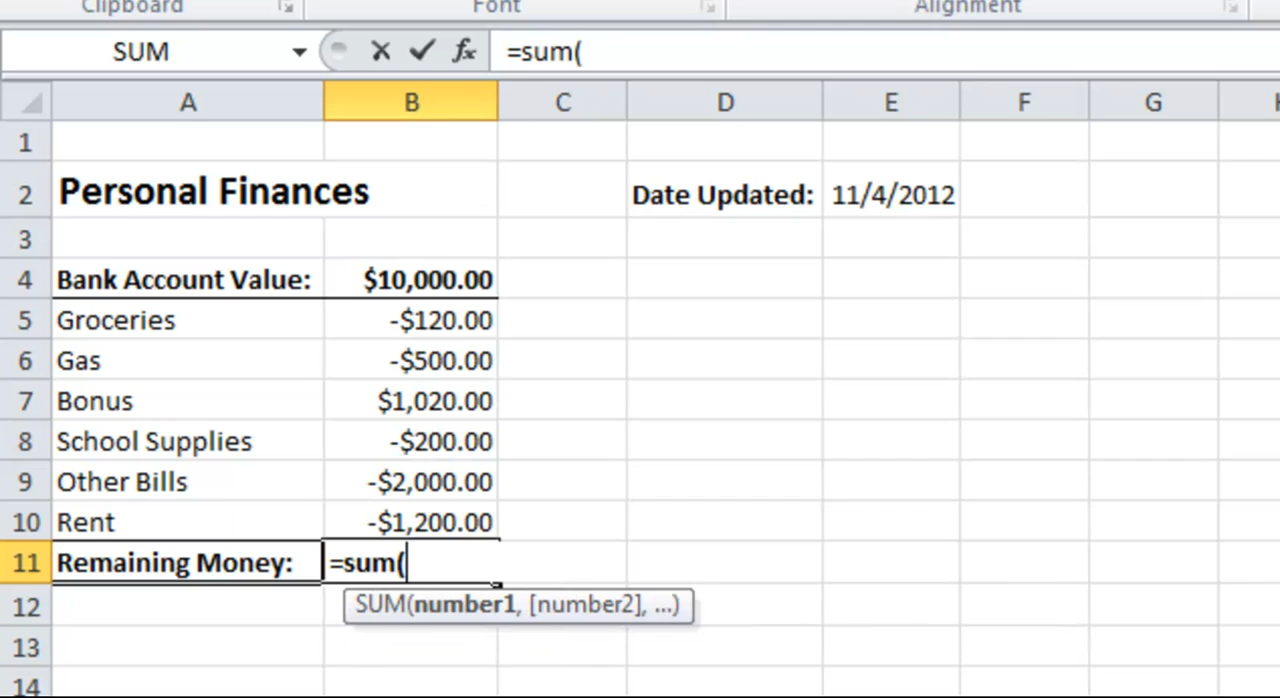 Clipboard Font Alignment
SUM fx =sum(
A B C D E F G
1
2 Personal Finances Date Updated: 11/4/2012
3
4 Bank Account Value: $10,000.00
5 Groceries -$120.00
6 Gas -$500.00
7 Bonus $1,020.00
8 School Supplies -$200.00
9 Other Bills -$2,000.00
10 Rent -$1,200.00
11 Remaining Money: =sum(
12 SUM(number1, [number2], ...)
13
14